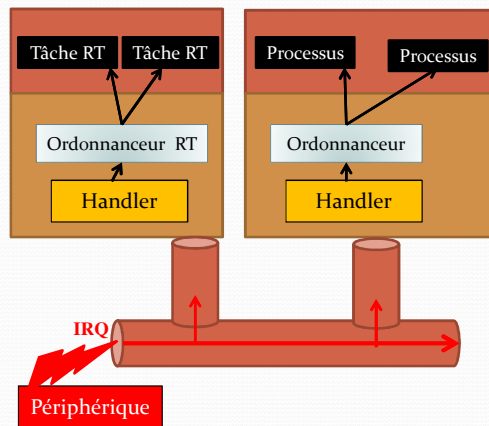 Tâche RT
Tâche RT
Processus
Processus
Ordonnanceur RT
Ordonnanceur
Handler
Handler
IRQ
Périphérique